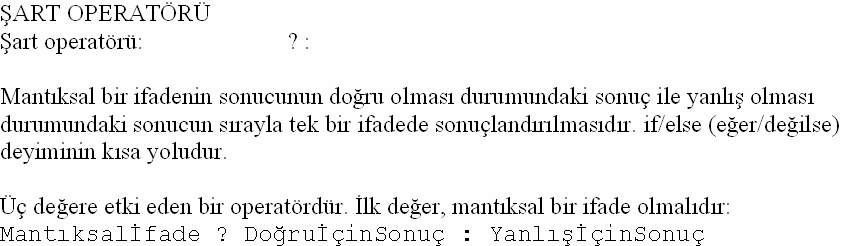 ŞART OPERATÖRÜ
Şart operatörü: ? :
Mantıksal bir ifadenin sonucunun doğru olması durumundaki sonuç ile yanlış olması
durumundaki sonucun sırayla tek bir ifadede sonuçlandırılmasıdır. if/else (eğer/değilse)
deyiminin kısa yoludur.
Üç değere etki eden bir operatördür. İlk değer, mantıksal bir ifade olmalıdır:
Mantıksalİfade ? DoğruİçinSonuç : YanlışİçinSonuç